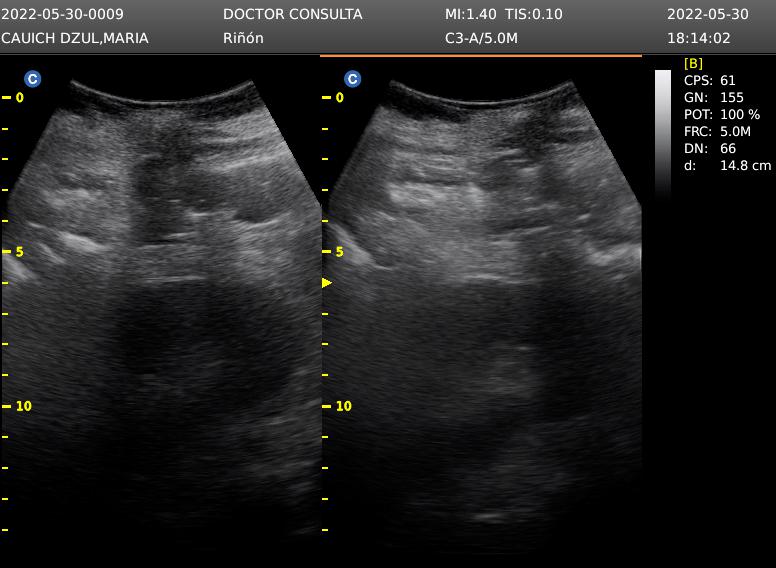 2022-05-30-0009 DOCTOR CONSULTA MI:1.40 TIS:0.10 2022-05-30
CAUICH DZUL,MARIA Riñón C3-A/5.0M 18:14:02
C C [B]
0 0 CPS: 61
GN: 155
POT: 100 %
FRC: 5.0M
DN: 66
d: 14.8 cm
5 5
10 10